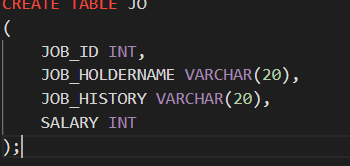 CREATE TABLE JO
(
JOB_ID INT,
JOB_HOLDERNAME VARCHAR(20),
JOB_HISTORY VARCHAR(20),
SALARY INT
);